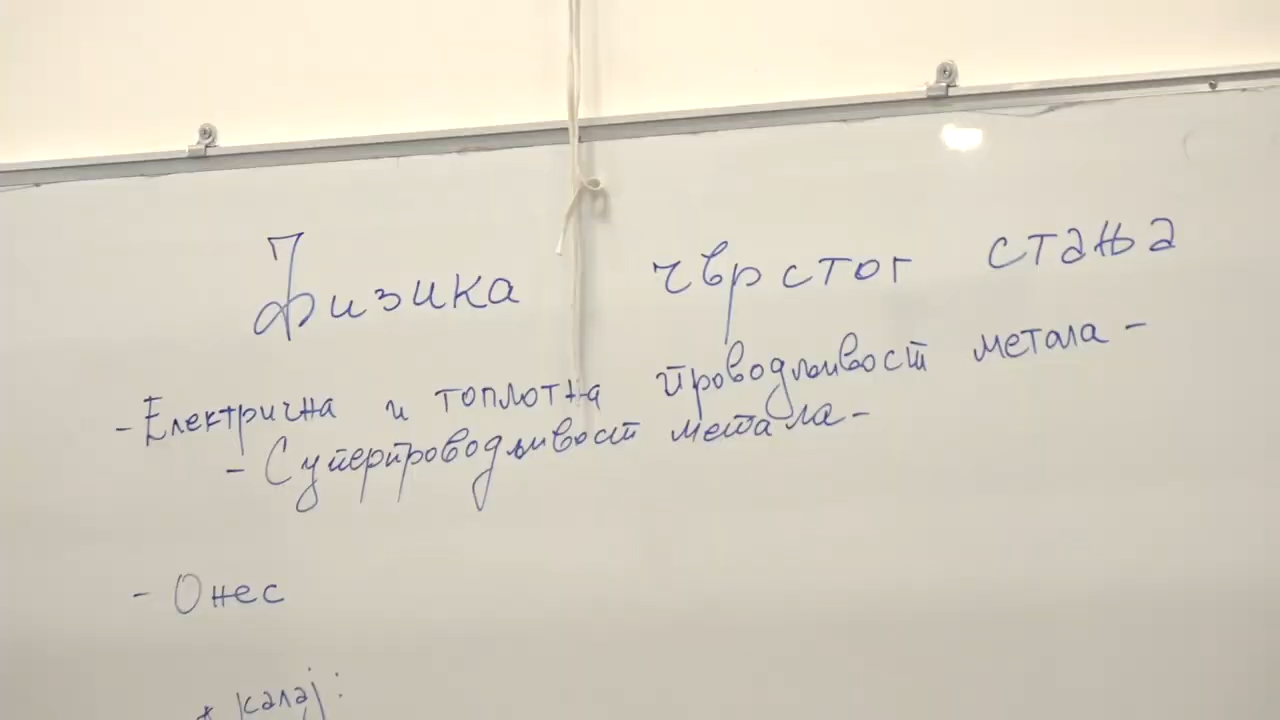 Физика чврстог стања
- Електрична и топлотна проводљивост метала -
- Суперпроводљивост метала -
- Онес
* калај: